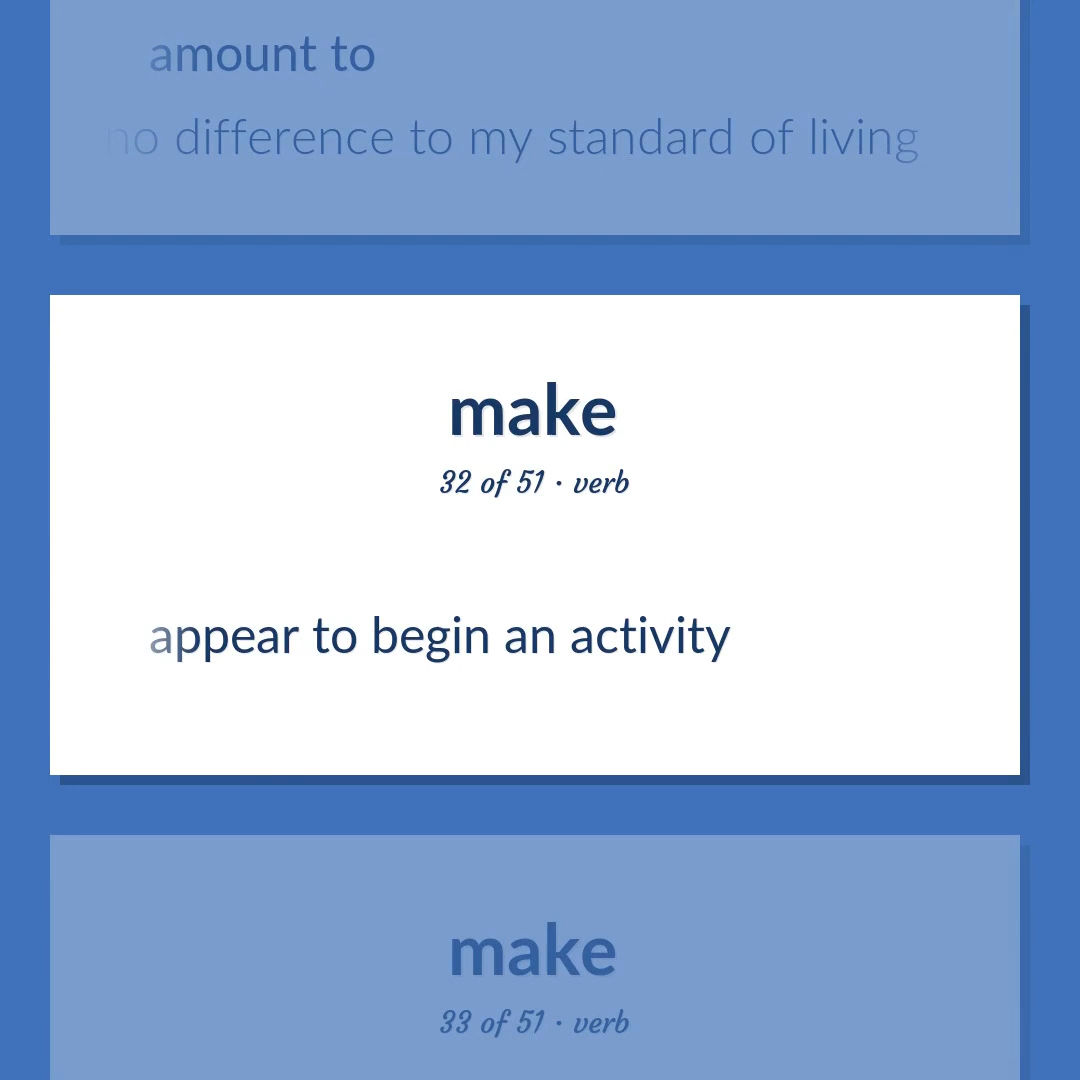 amount to
no difference to my standard of living
make
32 of 51 · verb
appear to begin an activity
make
33 of 51 · verb